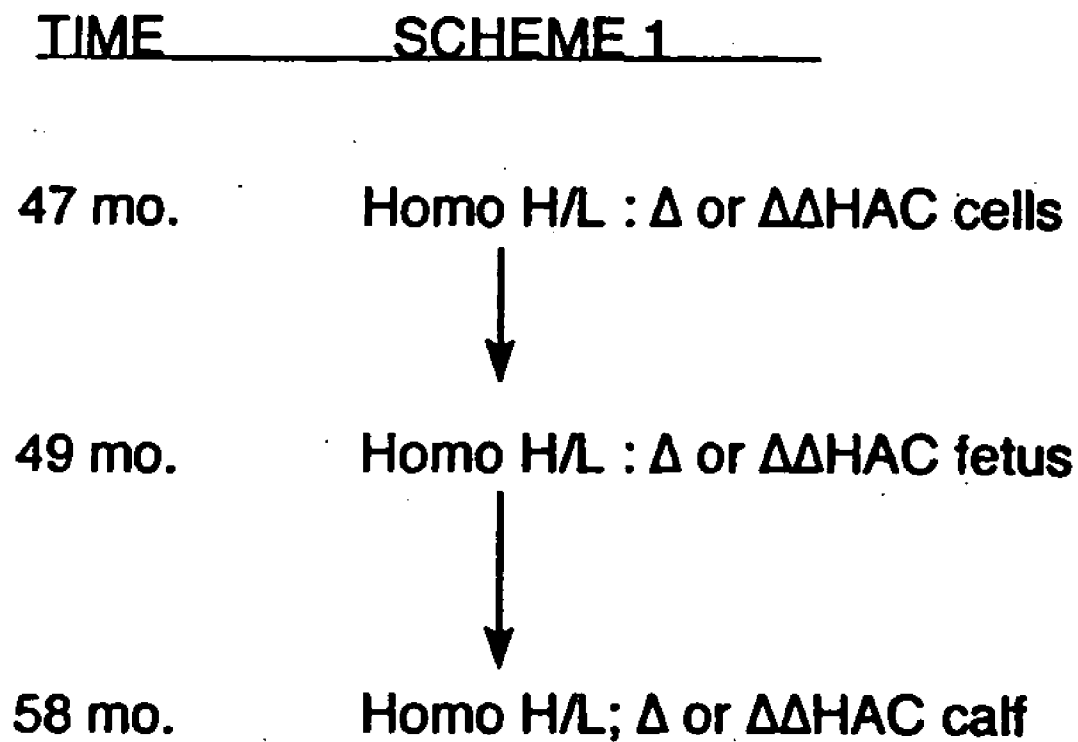 TIME SCHEME 1
47 mo. Homo H/L : Δ or ΔΔHAC cells
49 mo. Homo H/L : Δ or ΔΔHAC fetus
58 mo. Homo H/L; Δ or ΔΔHAC calf